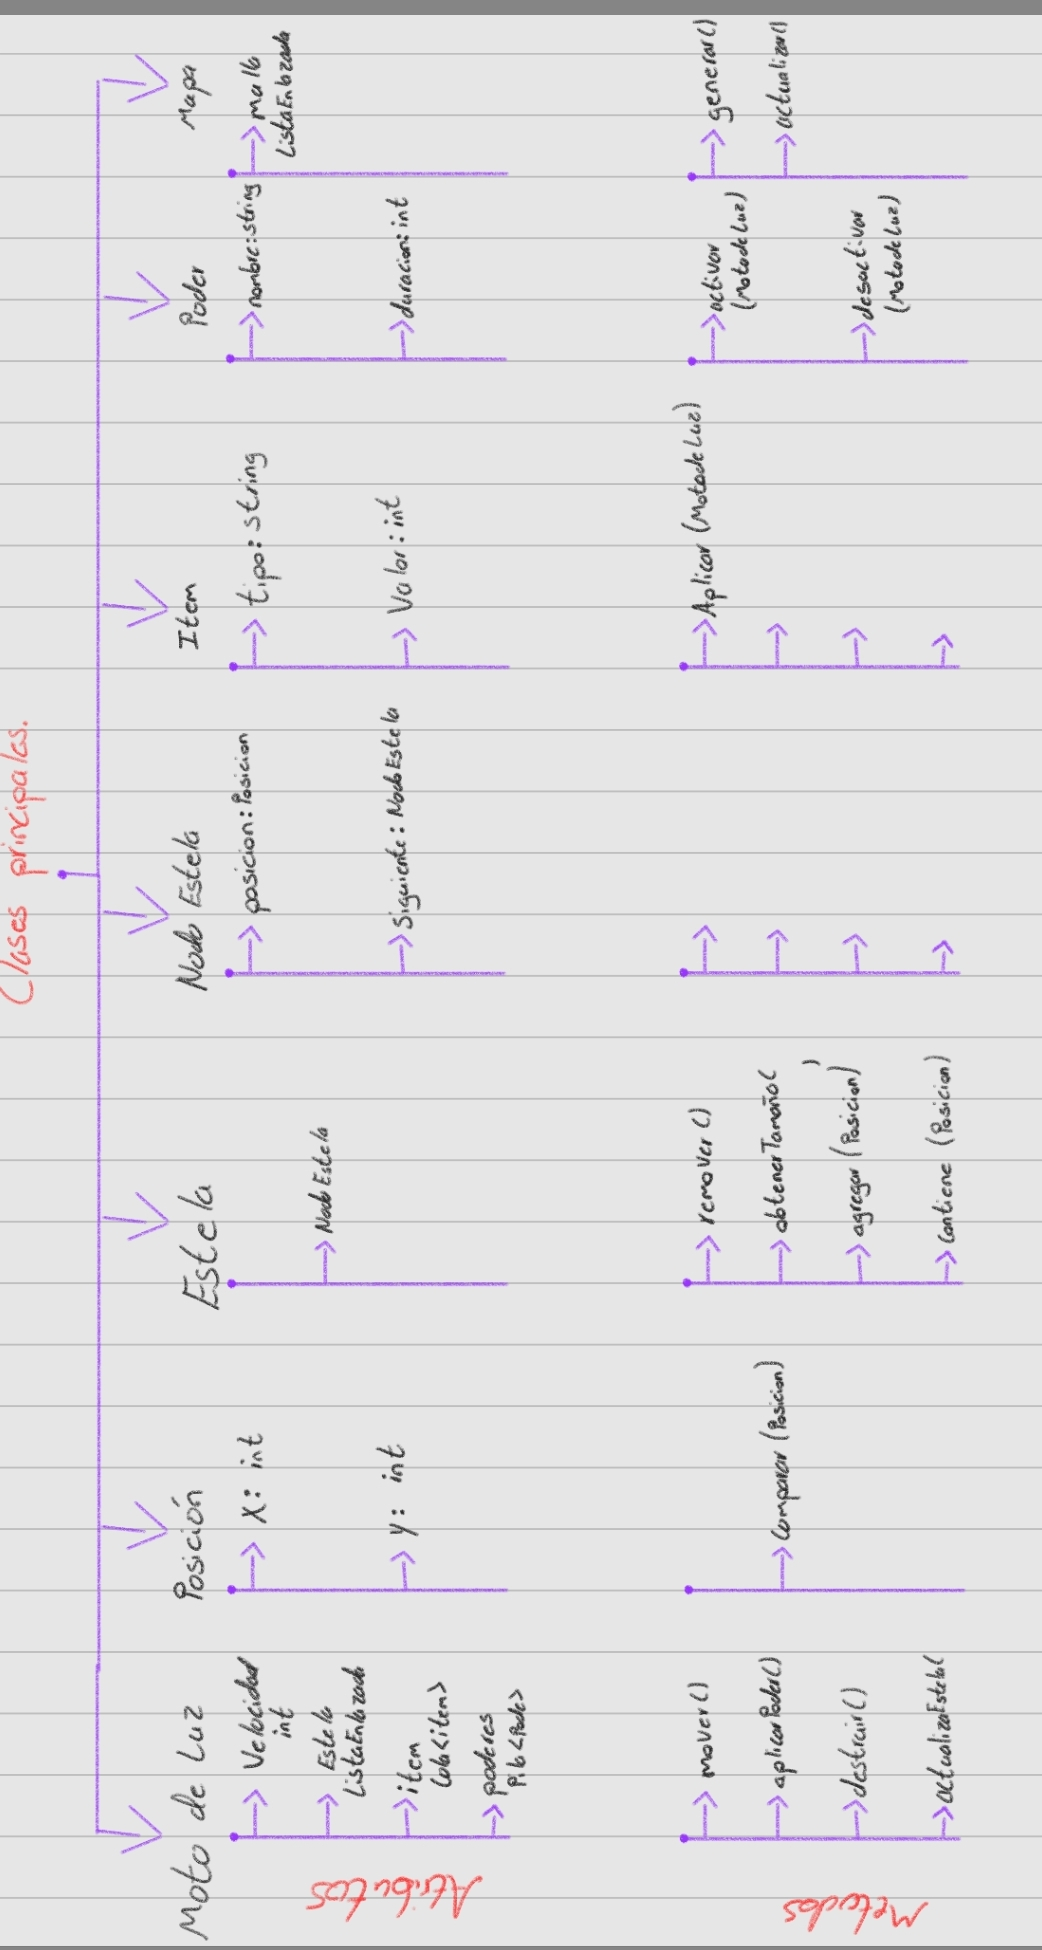 Clases principales.
Moto de Luz
Posición
Estela
Nodo Estela
Item
Poder
Mapa
Atributos
Velocidad
int
Estela
ListaEnlazada
item
Cola<item>
poderes
Pila<Poder>
X: int
Y: int
NodoEstela
posicion: Posicion
Siguiente: NodoEstela
tipo: string
Valor: int
nombre: string
duracion: int
malla
ListaEnlazada
Metodos
mover()
aplicarPoder()
destruir()
actualizaEstela(
Comparar (Posicion)
remover ()
obtenerTamaño(
)
agregar (Posicion)
Contiene (Posicion)
Aplicar (MotodeLuz)
activar
(MotodeLuz)
desactivar
(MotodeLuz)
generar()
actualizar()